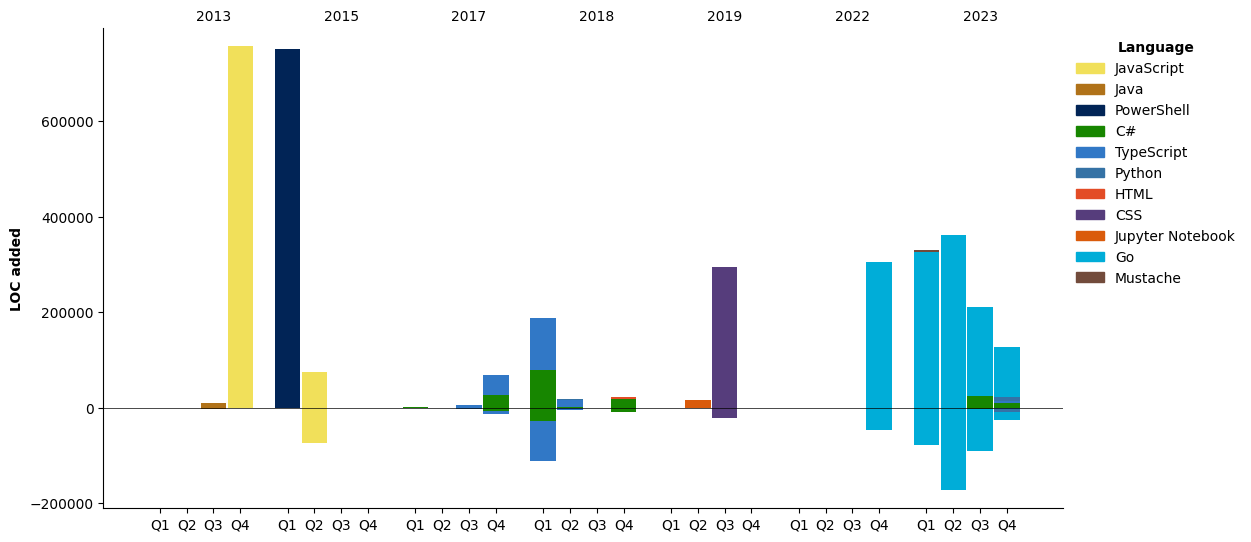 2013 2015 2017 2018 2019 2022 2023
Language
JavaScript
Java
PowerShell
C#
TypeScript
Python
HTML
CSS
Jupyter Notebook
Go
Mustache
LOC added
600000
400000
200000
0
−200000
Q1 Q2 Q3 Q4 Q1 Q2 Q3 Q4 Q1 Q2 Q3 Q4 Q1 Q2 Q3 Q4 Q1 Q2 Q3 Q4 Q1 Q2 Q3 Q4 Q1 Q2 Q3 Q4